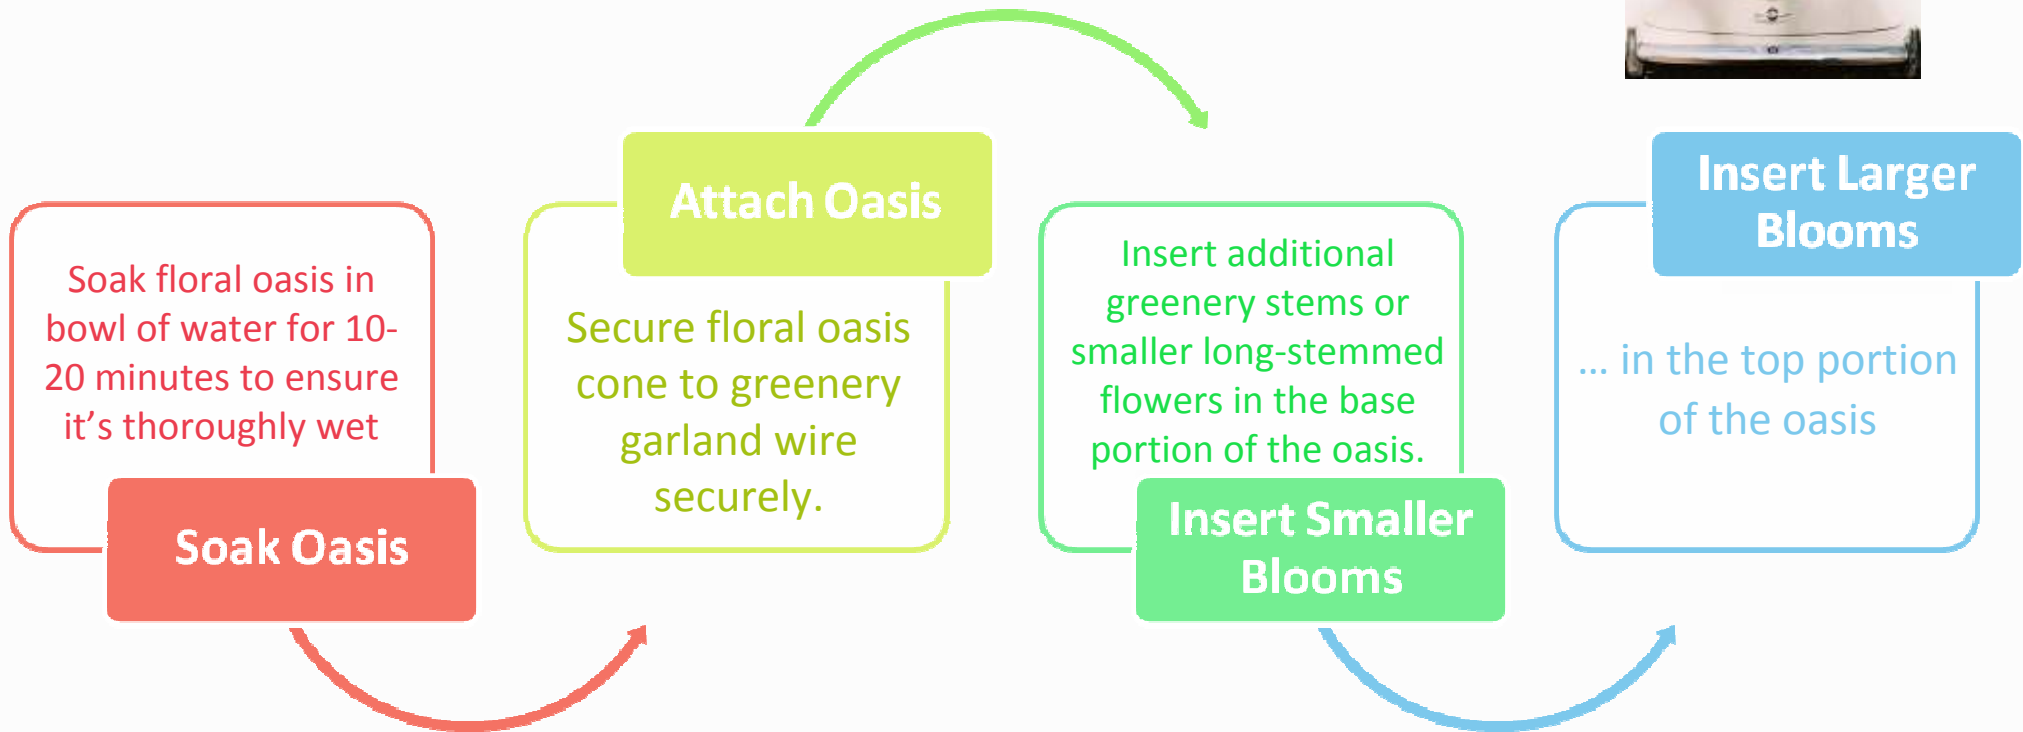 Soak floral oasis in
bowl of water for 10-
20 minutes to ensure
it’s thoroughly wet
Soak Oasis
Attach Oasis
Secure floral oasis
cone to greenery
garland wire
securely.
Insert additional
greenery stems or
smaller long-stemmed
flowers in the base
portion of the oasis.
Insert Smaller
Blooms
Insert Larger
Blooms
... in the top portion
of the oasis